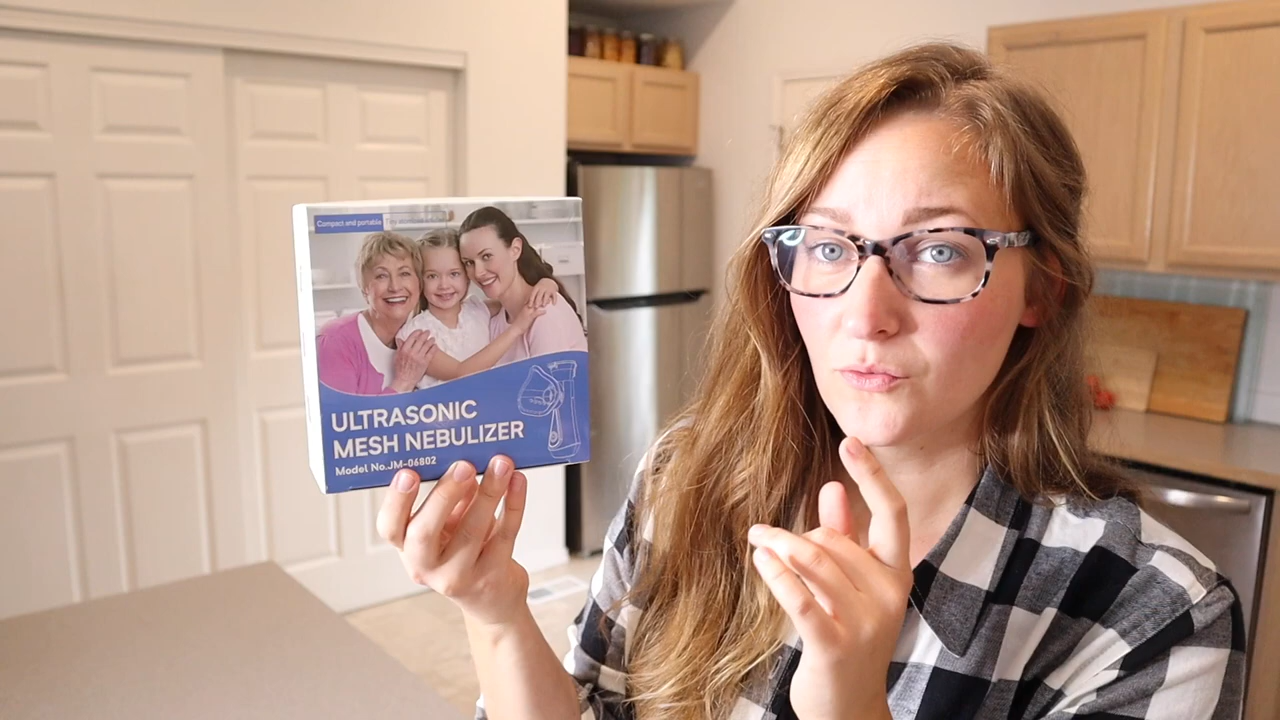 Compact and portable
ULTRASONIC
MESH NEBULIZER
Model No.JM-06802